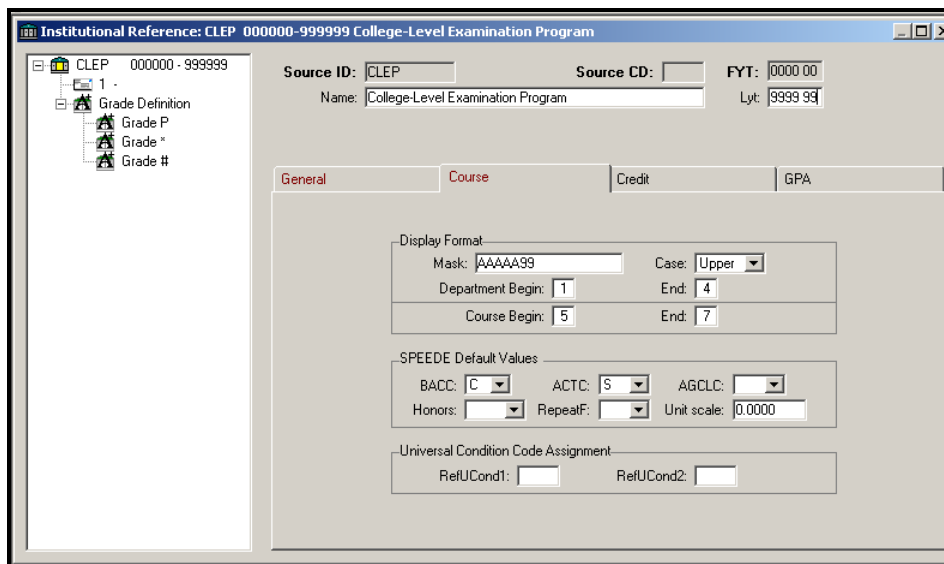 Institutional Reference: CLEP 000000-999999 College-Level Examination Program
CLEP 000000 - 999999
1 -
Grade Definition
Grade P
Grade *
Grade #
Source ID: CLEP Source CD: FYT: 0000 00
Name: College-Level Examination Program Lyt: 9999 99
General Course Credit GPA
Display Format
Mask: AAAAA99 Case: Upper
Department Begin: 1 End: 4
Course Begin: 5 End: 7
SPEEDE Default Values
BACC: C ACTC: S AGCLC:
Honors: RepeatF: Unit scale: 0.0000
Universal Condition Code Assignment
RefUCond1: RefUCond2: